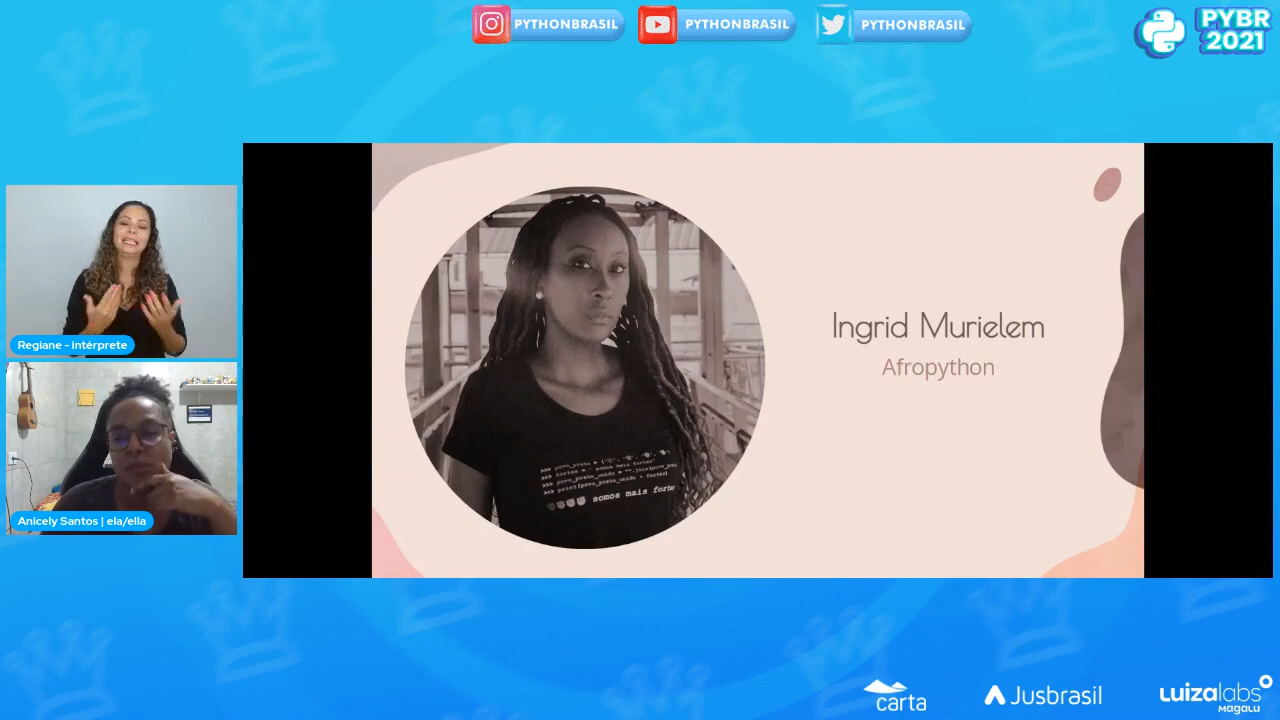 PYTHONBRASIL
PYTHONBRASIL
PYTHONBRASIL
PYBR
2021
Regiane - intérprete
Anicely Santos | ela/ella
Ingrid Murielem
Afropython
somos mais forte
carta
Jusbrasil
Luizalabs
MAGALU